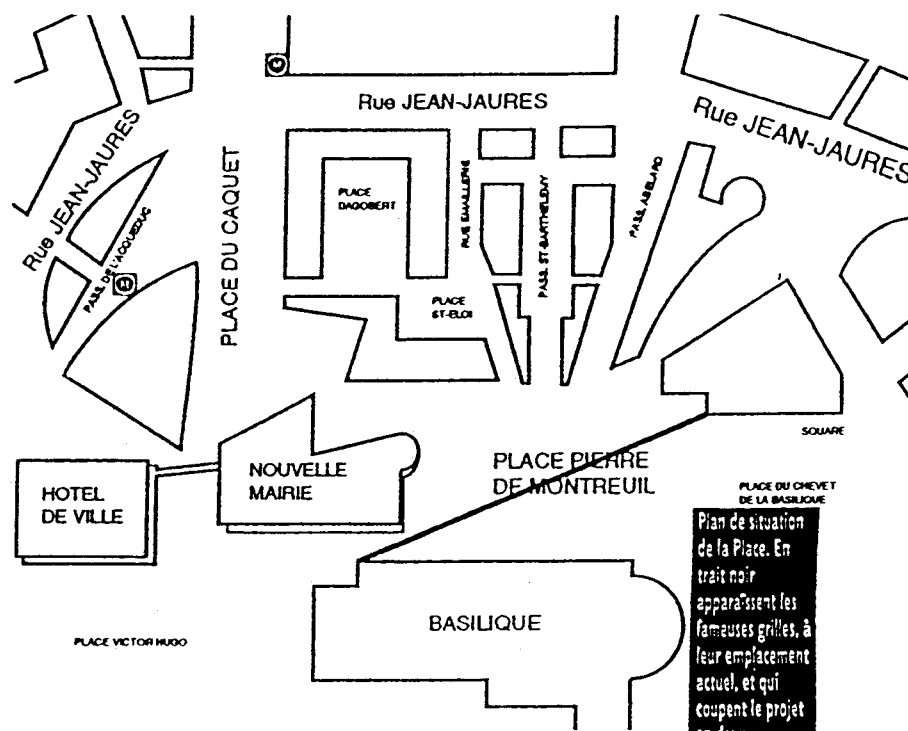 M
Rue JEAN-JAURES
Rue JEAN-JAURES
Rue JEAN-JAURES
PLACE
DAGOBERT
RUE EMAILLERIE
PASS. ST-BARTHELEMY
PASS. ABELARD
PASS. DE L'ACQUEDUC
M
PLACE DU CAQUET
PLACE
ST-ELOI
SQUARE
HOTEL
DE VILLE
NOUVELLE
MAIRIE
PLACE PIERRE
DE MONTREUIL
PLACE DU CHEVET
DE LA BASILIQUE
Plan de situation
de la Place. En
trait noir
apparaîssent les
fameuses grilles, à
leur emplacement
actuel, et qui
coupent le projet
BASILIQUE
PLACE VICTOR HUGO